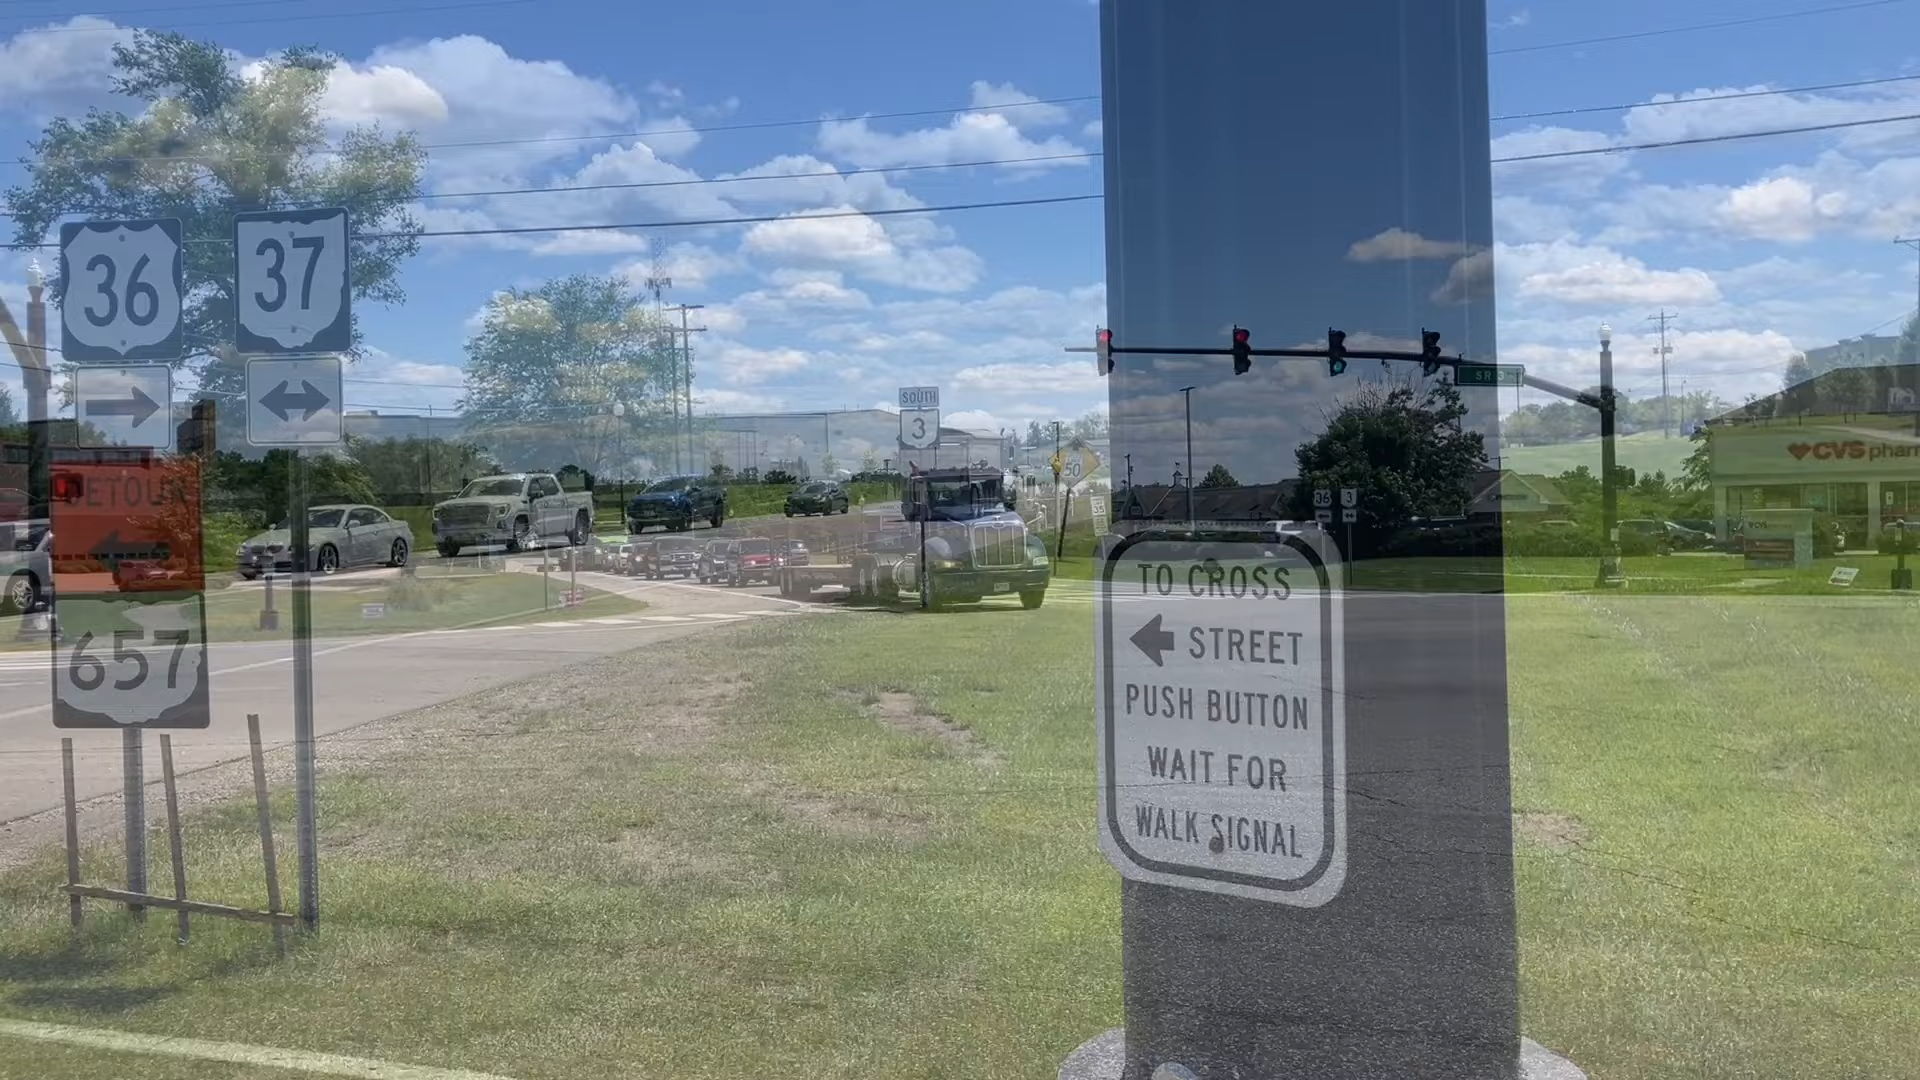 36
37
DETOUR
657
SOUTH
3
50
35
SR 3
36
3
CVS pharm
TO CROSS
STREET
PUSH BUTTON
WAIT FOR
WALK SIGNAL